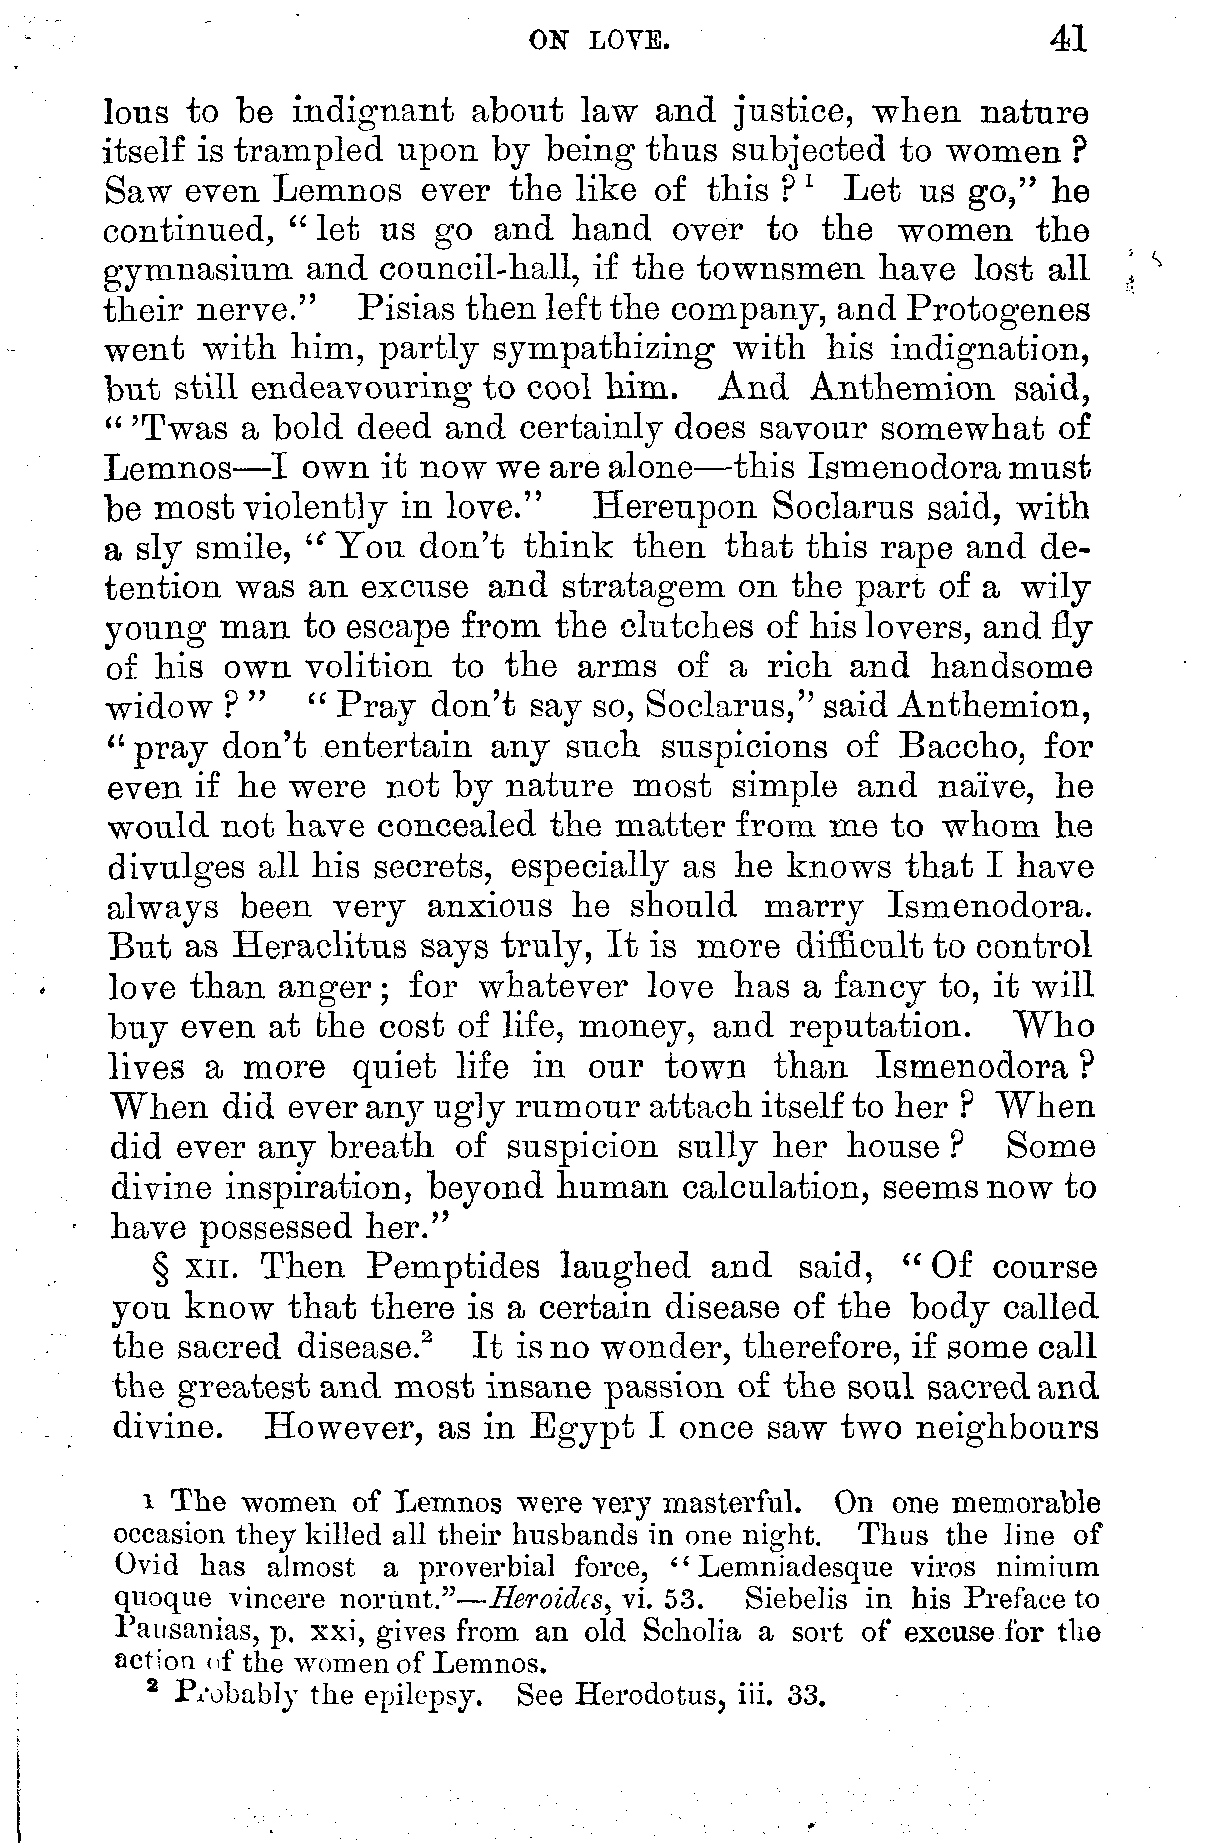 ON LOVE. 41
lous to be indignant about law and justice, when nature
itself is trampled upon by being thus subjected to women ?
Saw even Lemnos ever the like of this ?¹ Let us go,” he
continued, “ let us go and hand over to the women the
gymnasium and council-hall, if the townsmen have lost all
their nerve.” Pisias then left the company, and Protogenes
went with him, partly sympathizing with his indignation,
but still endeavouring to cool him. And Anthemion said,
“ ’Twas a bold deed and certainly does savour somewhat of
Lemnos—I own it now we are alone—this Ismenodora must
be most violently in love.” Hereupon Soclarus said, with
a sly smile, “ You don’t think then that this rape and de-
tention was an excuse and stratagem on the part of a wily
young man to escape from the clutches of his lovers, and fly
of his own volition to the arms of a rich and handsome
widow ? ” “ Pray don’t say so, Soclarus,” said Anthemion,
“ pray don’t entertain any such suspicions of Baccho, for
even if he were not by nature most simple and naïve, he
would not have concealed the matter from me to whom he
divulges all his secrets, especially as he knows that I have
always been very anxious he should marry Ismenodora.
But as Heraclitus says truly, It is more difficult to control
love than anger ; for whatever love has a fancy to, it will
buy even at the cost of life, money, and reputation. Who
lives a more quiet life in our town than Ismenodora ?
When did ever any ugly rumour attach itself to her ? When
did ever any breath of suspicion sully her house ? Some
divine inspiration, beyond human calculation, seems now to
have possessed her.”
§ XII. Then Pemptides laughed and said, “ Of course
you know that there is a certain disease of the body called
the sacred disease.² It is no wonder, therefore, if some call
the greatest and most insane passion of the soul sacred and
divine. However, as in Egypt I once saw two neighbours
¹ The women of Lemnos were very masterful. On one memorable
occasion they killed all their husbands in one night. Thus the line of
Ovid has almost a proverbial force, “ Lemniadesque viros nimium
quoque vincere norunt.”—Heroides, vi. 53. Siebelis in his Preface to
Pausanias, p. xxi, gives from an old Scholia a sort of excuse for the
action of the women of Lemnos.
² Probably the epilepsy. See Herodotus, iii. 33.